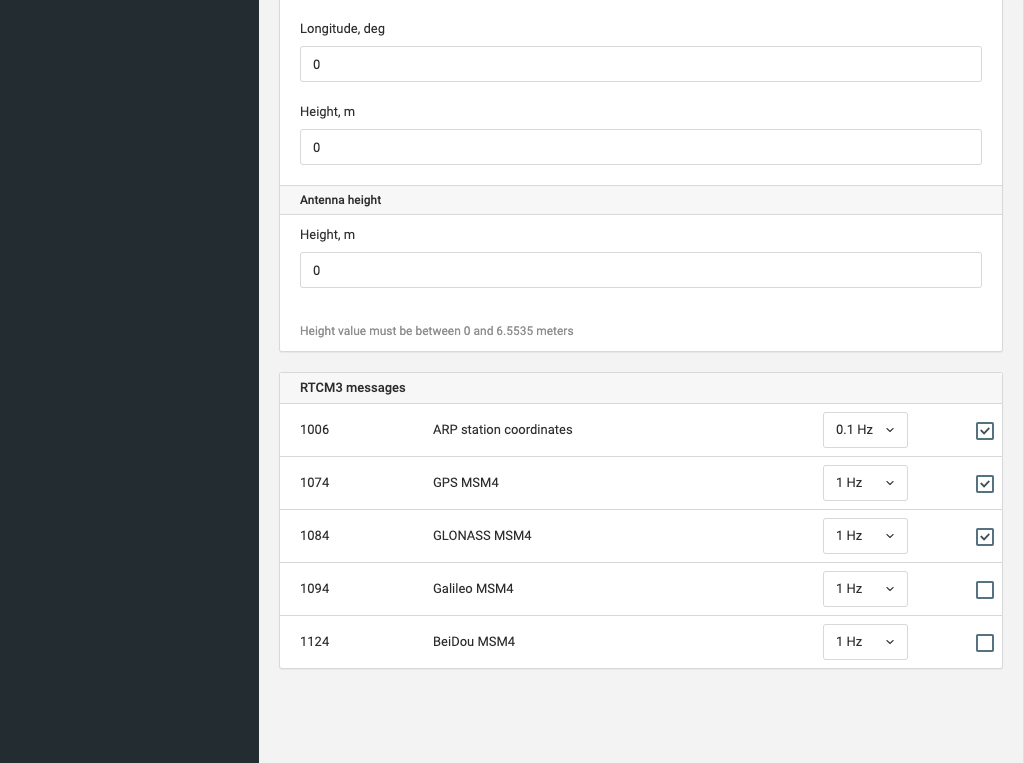 Longitude, deg
0
Height, m
0
Antenna height
Height, m
0
Height value must be between 0 and 6.5535 meters
RTCM3 messages
1006 ARP station coordinates 0.1 Hz
1074 GPS MSM4 1 Hz
1084 GLONASS MSM4 1 Hz
1094 Galileo MSM4 1 Hz
1124 BeiDou MSM4 1 Hz